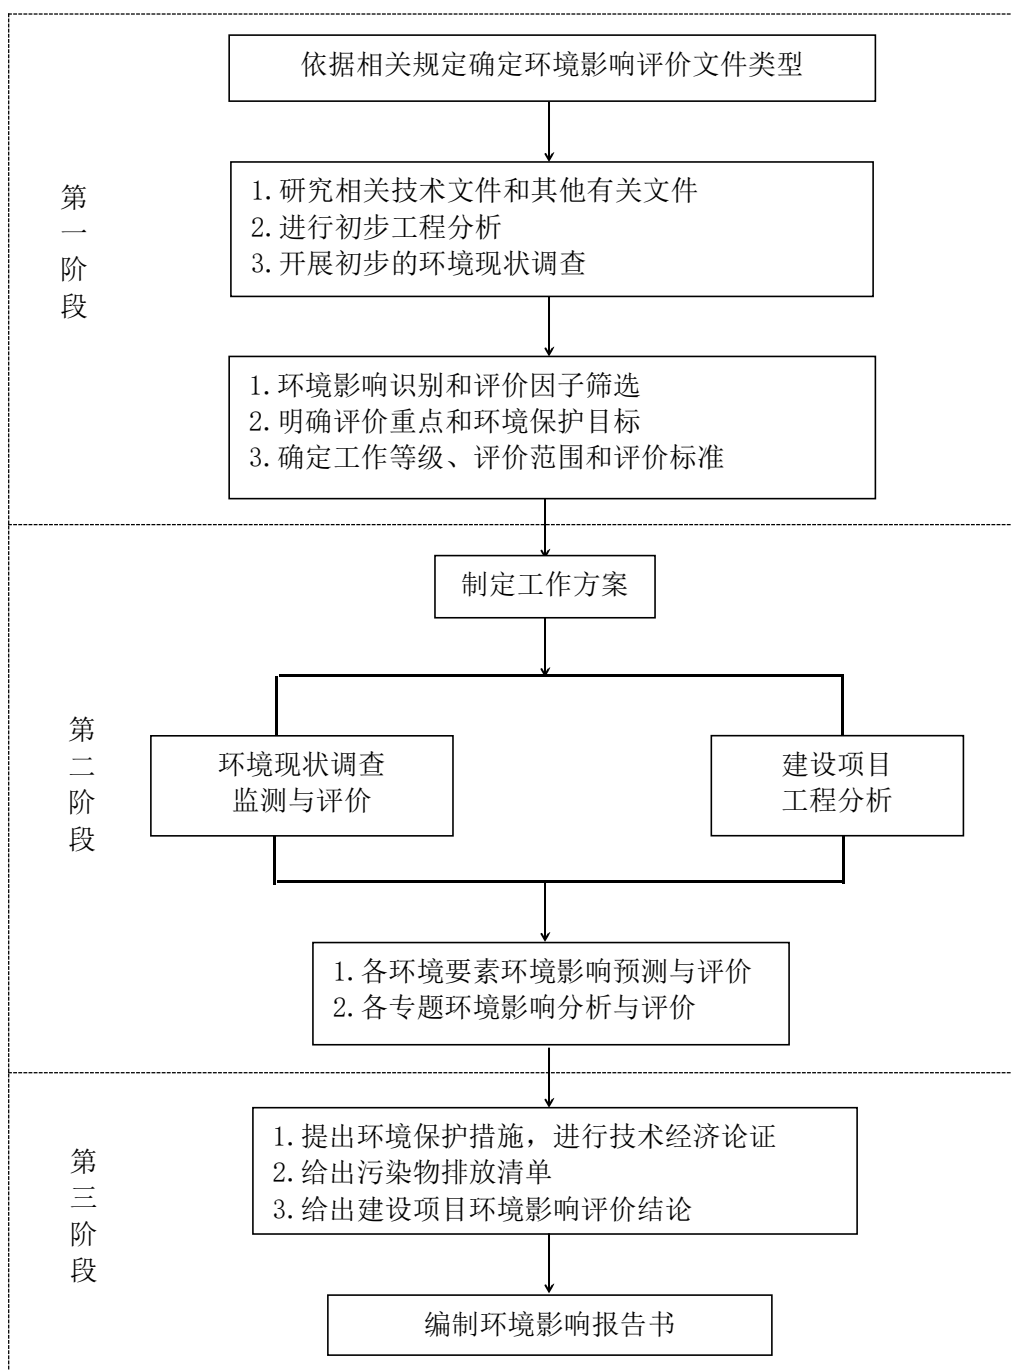 依据相关规定确定环境影响评价文件类型
第一阶段
1.研究相关技术文件和其他有关文件
2.进行初步工程分析
3.开展初步的环境现状调查
1.环境影响识别和评价因子筛选
2.明确评价重点和环境保护目标
3.确定工作等级、评价范围和评价标准
制定工作方案
第二阶段
环境现状调查
监测与评价
建设项目
工程分析
1.各环境要素环境影响预测与评价
2.各专题环境影响分析与评价
第三阶段
1.提出环境保护措施，进行技术经济论证
2.给出污染物排放清单
3.给出建设项目环境影响评价结论
编制环境影响报告书